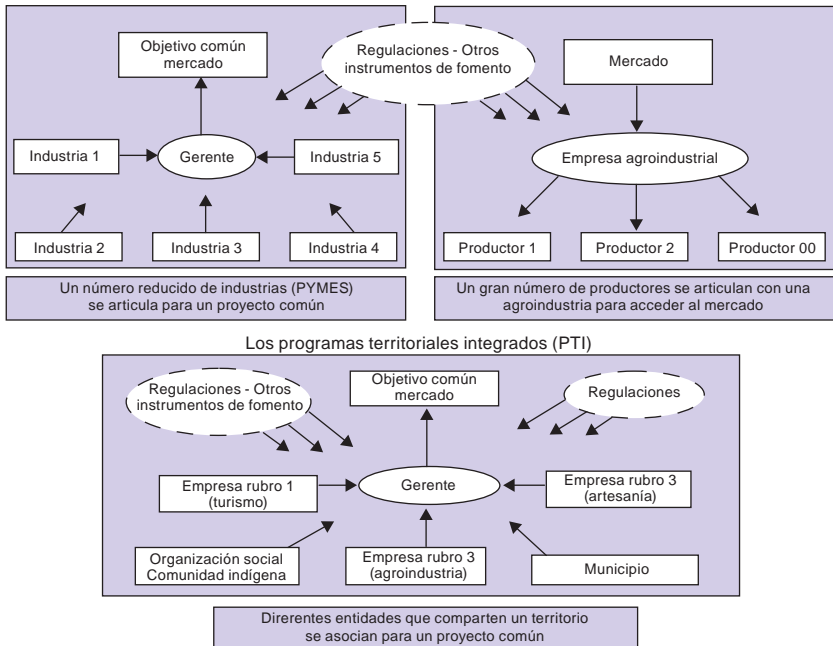 Objetivo común
mercado
Regulaciones - Otros
instrumentos de fomento
Industria 1
Gerente
Industria 5
Industria 2
Industria 3
Industria 4
Un número reducido de industrias (PYMES)
se articula para un proyecto común
Mercado
Empresa agroindustrial
Productor 1
Productor 2
Productor 00
Un gran número de productores se articulan con una
agroindustria para acceder al mercado
Los programas territoriales integrados (PTI)
Regulaciones - Otros
instrumentos de fomento
Objetivo común
mercado
Regulaciones
Empresa rubro 1
(turismo)
Gerente
Empresa rubro 3
(artesanía)
Organización social
Comunidad indígena
Empresa rubro 3
(agroindustria)
Municipio
Direrentes entidades que comparten un territorio
se asocian para un proyecto común